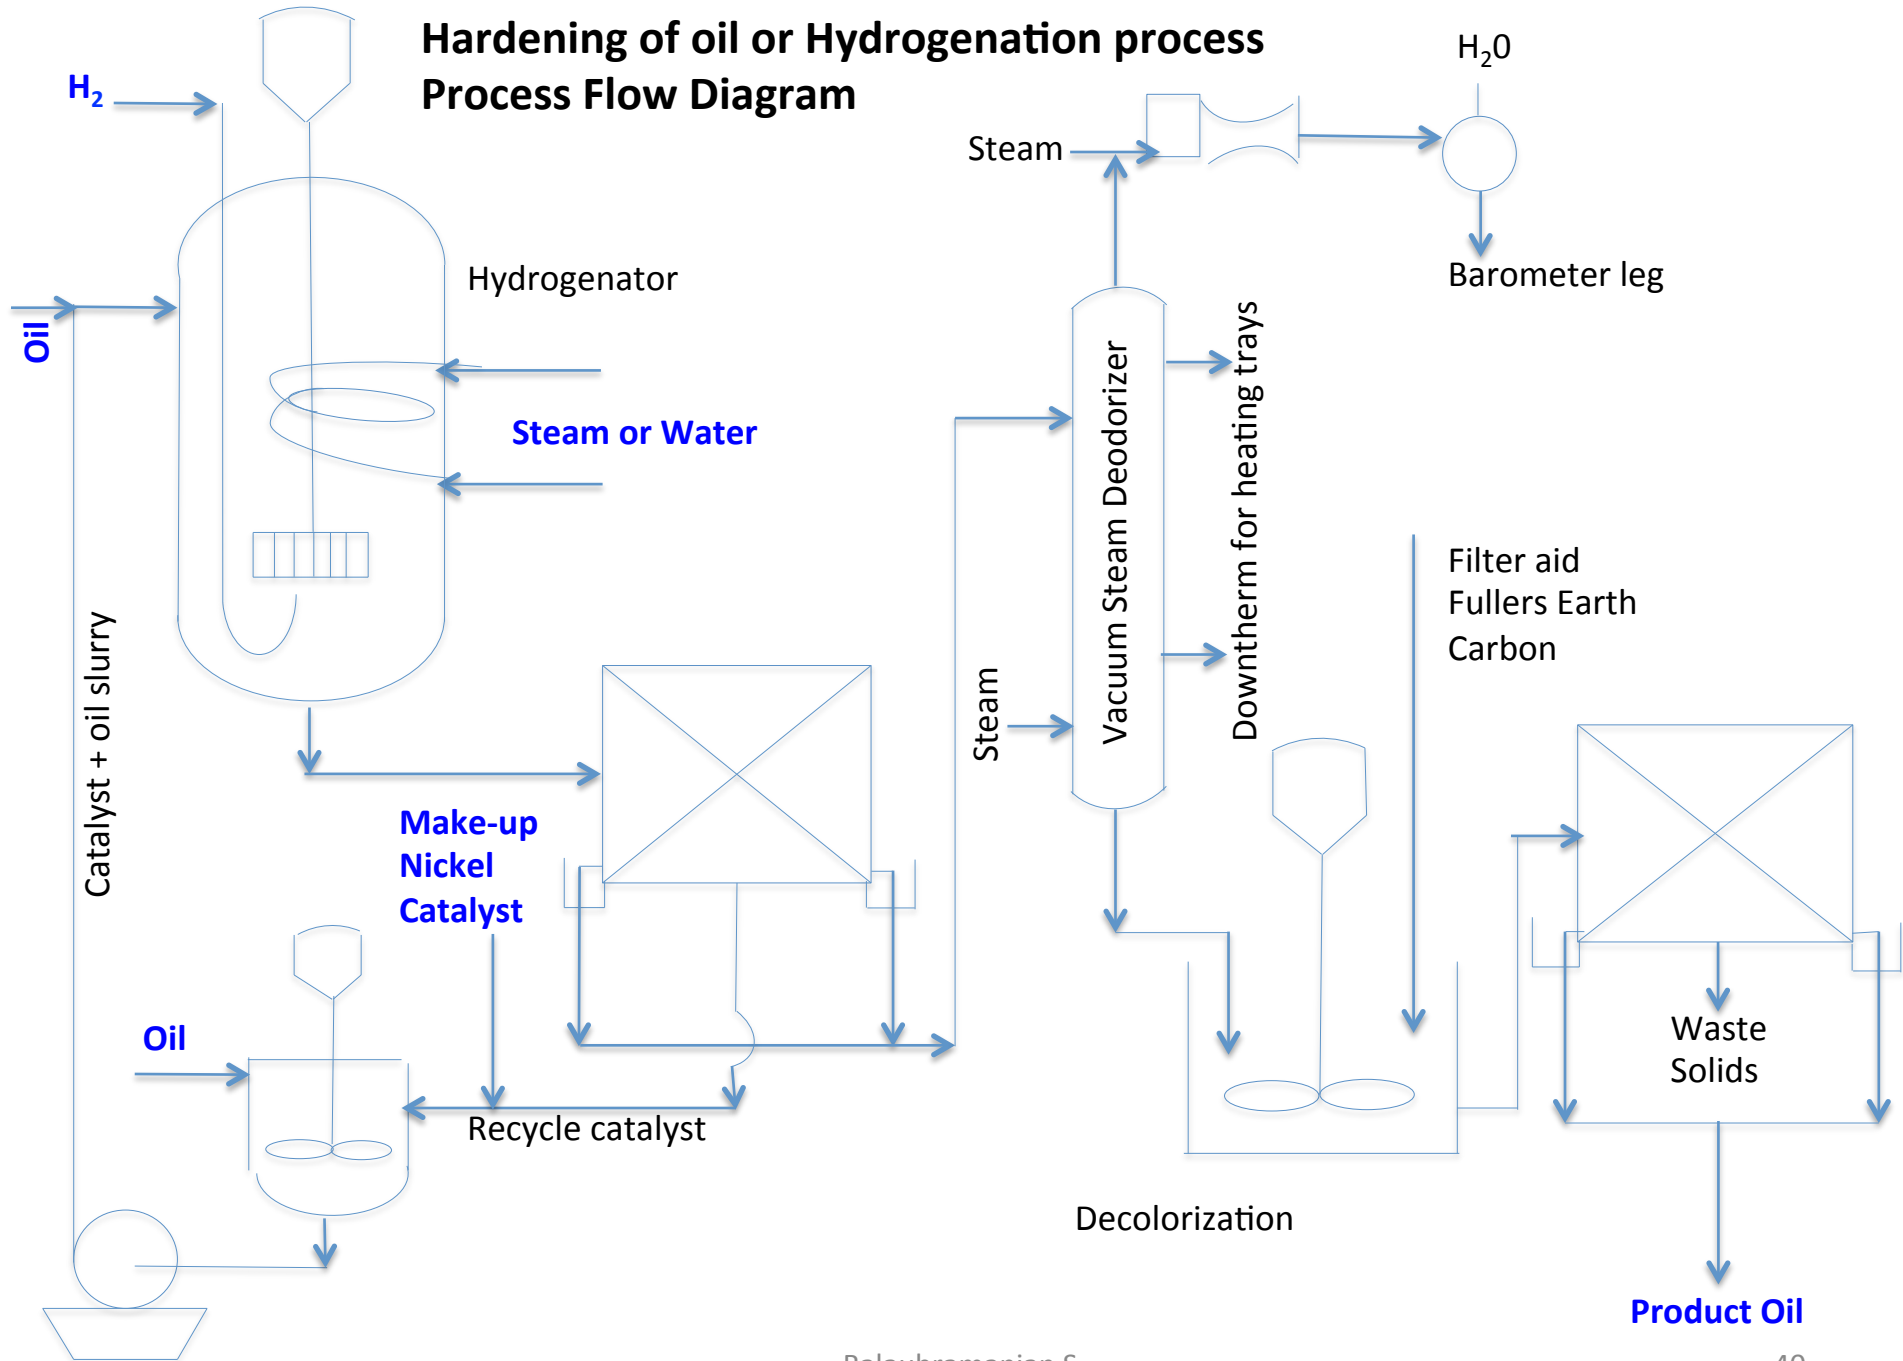 Hardening of oil or Hydrogenation process
Process Flow Diagram
H₂
H₂0
Steam
Barometer leg
Hydrogenator
Oil
Steam or Water
Vacuum Steam Deodorizer
Downtherm for heating trays
Filter aid
Fullers Earth
Carbon
Catalyst + oil slurry
Steam
Make-up
Nickel
Catalyst
Oil
Recycle catalyst
Waste
Solids
Decolorization
Product Oil